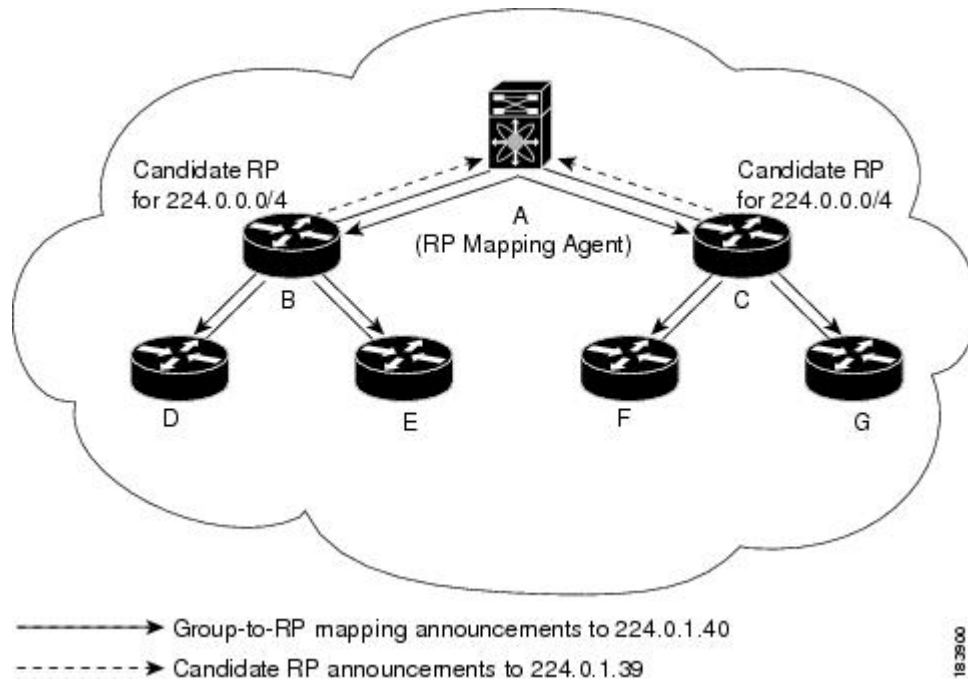 Candidate RP
for 224.0.0.0/4
Candidate RP
for 224.0.0.0/4
A
(RP Mapping Agent)
B
C
D
E
F
G
Group-to-RP mapping announcements to 224.0.1.40
Candidate RP announcements to 224.0.1.39
183900